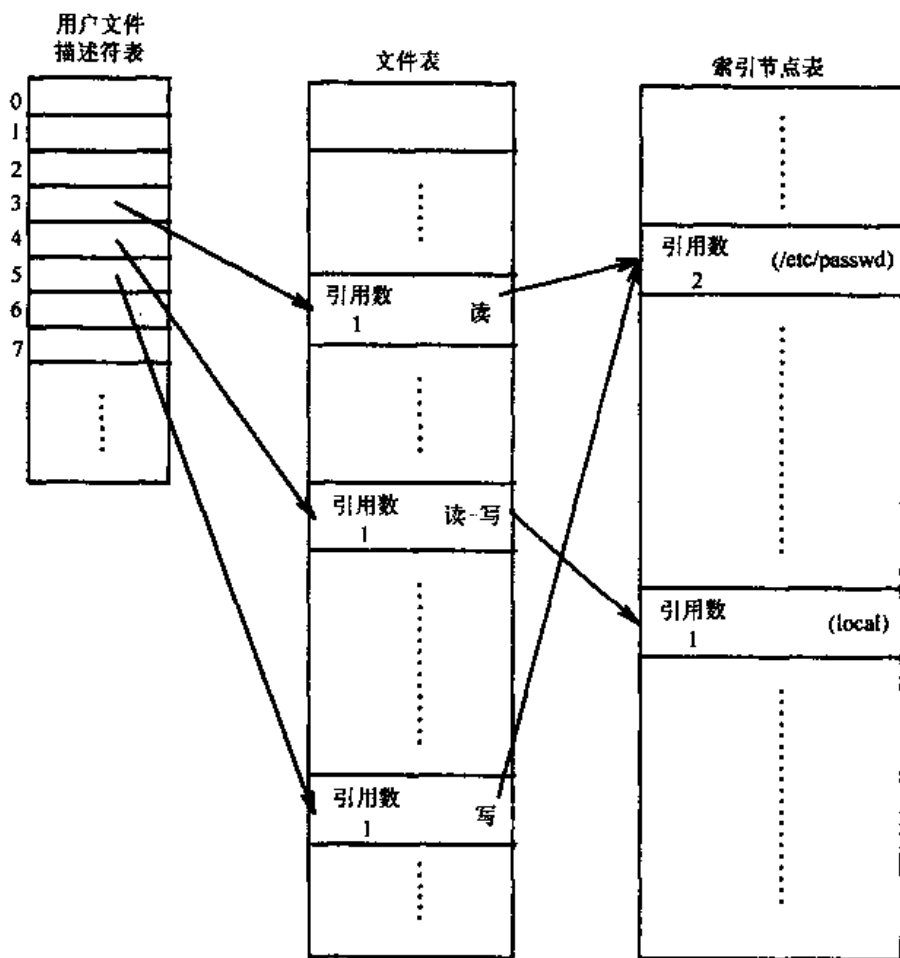 用户文件
描述符表
0
1
2
3
4
5
6
7
文件表
引用数
1 读
引用数
1 读-写
引用数
1 写
索引节点表
引用数 (/etc/passwd)
2
引用数 (local)
1